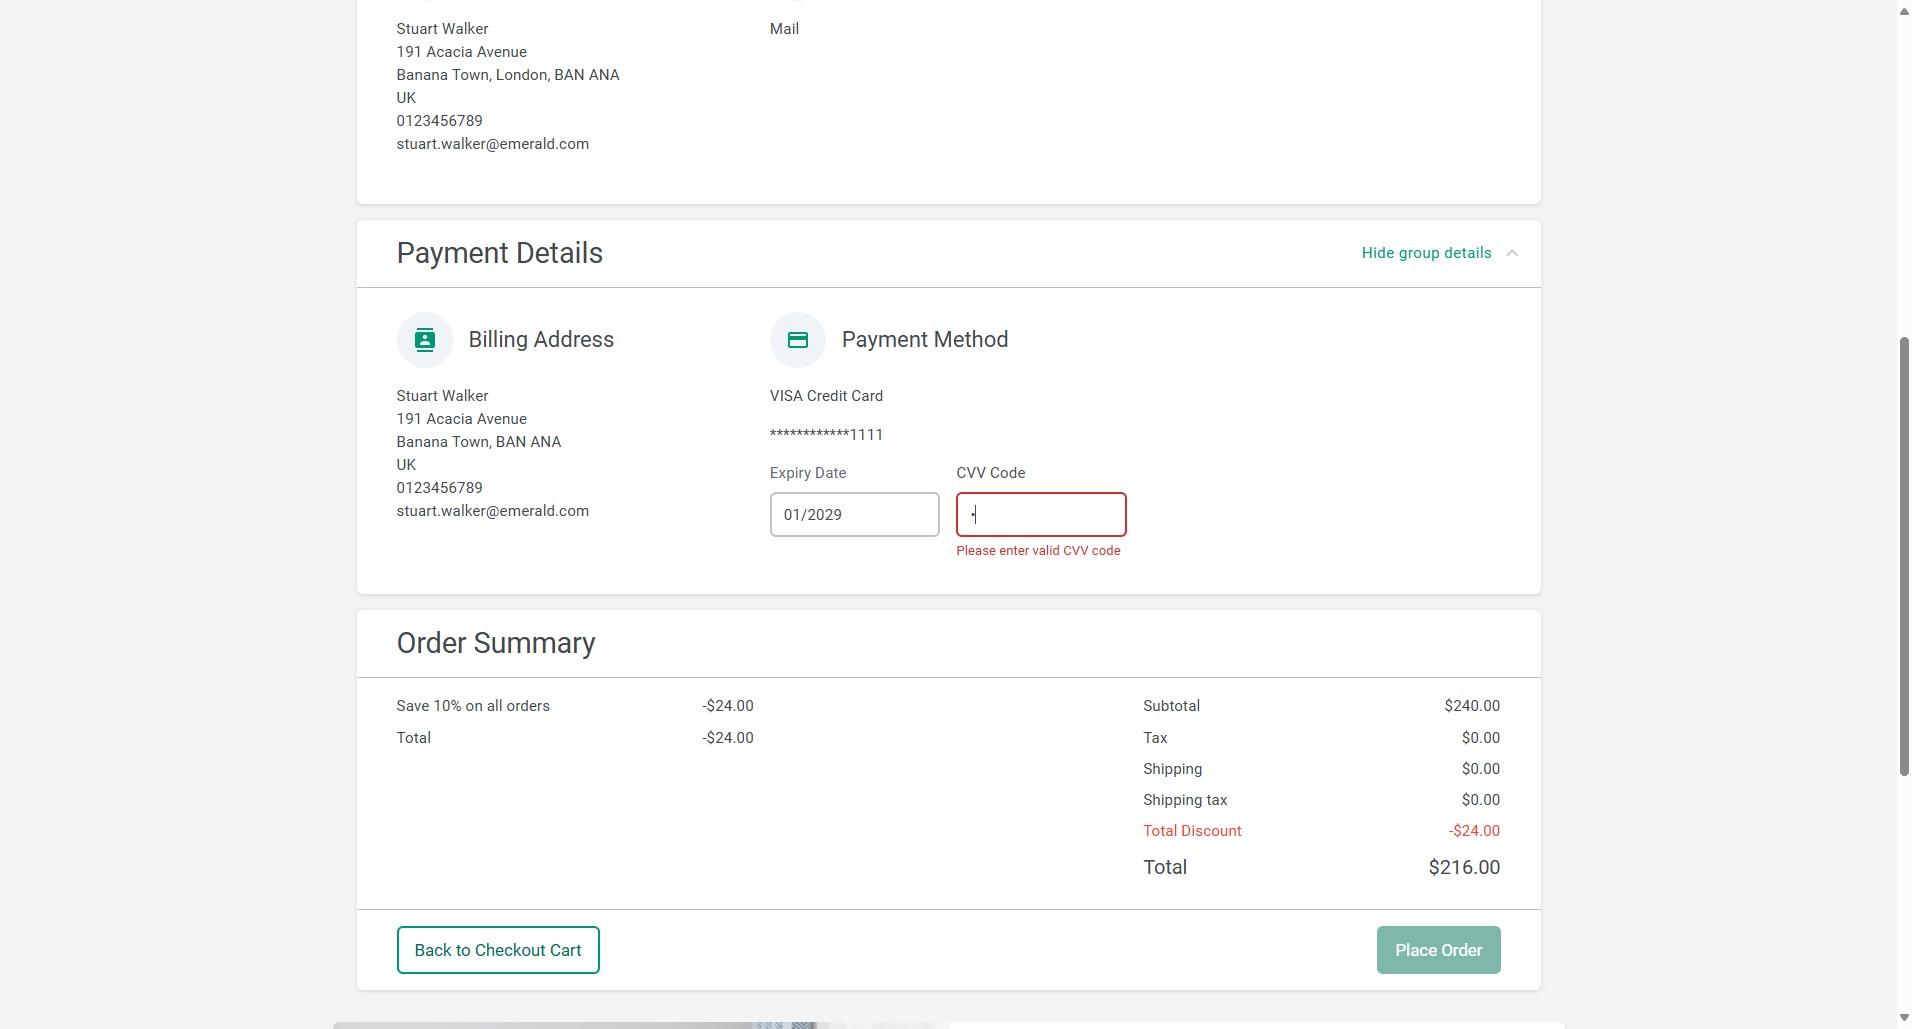 Stuart Walker
191 Acacia Avenue
Banana Town, London, BAN ANA
UK
0123456789
stuart.walker@emerald.com
Mail
Payment Details
Hide group details
Billing Address
Stuart Walker
191 Acacia Avenue
Banana Town, BAN ANA
UK
0123456789
stuart.walker@emerald.com
Payment Method
VISA Credit Card
************1111
Expiry Date
01/2029
CVV Code
•
Please enter valid CVV code
Order Summary
Save 10% on all orders -$24.00
Total -$24.00
Subtotal $240.00
Tax $0.00
Shipping $0.00
Shipping tax $0.00
Total Discount -$24.00
Total $216.00
Back to Checkout Cart
Place Order